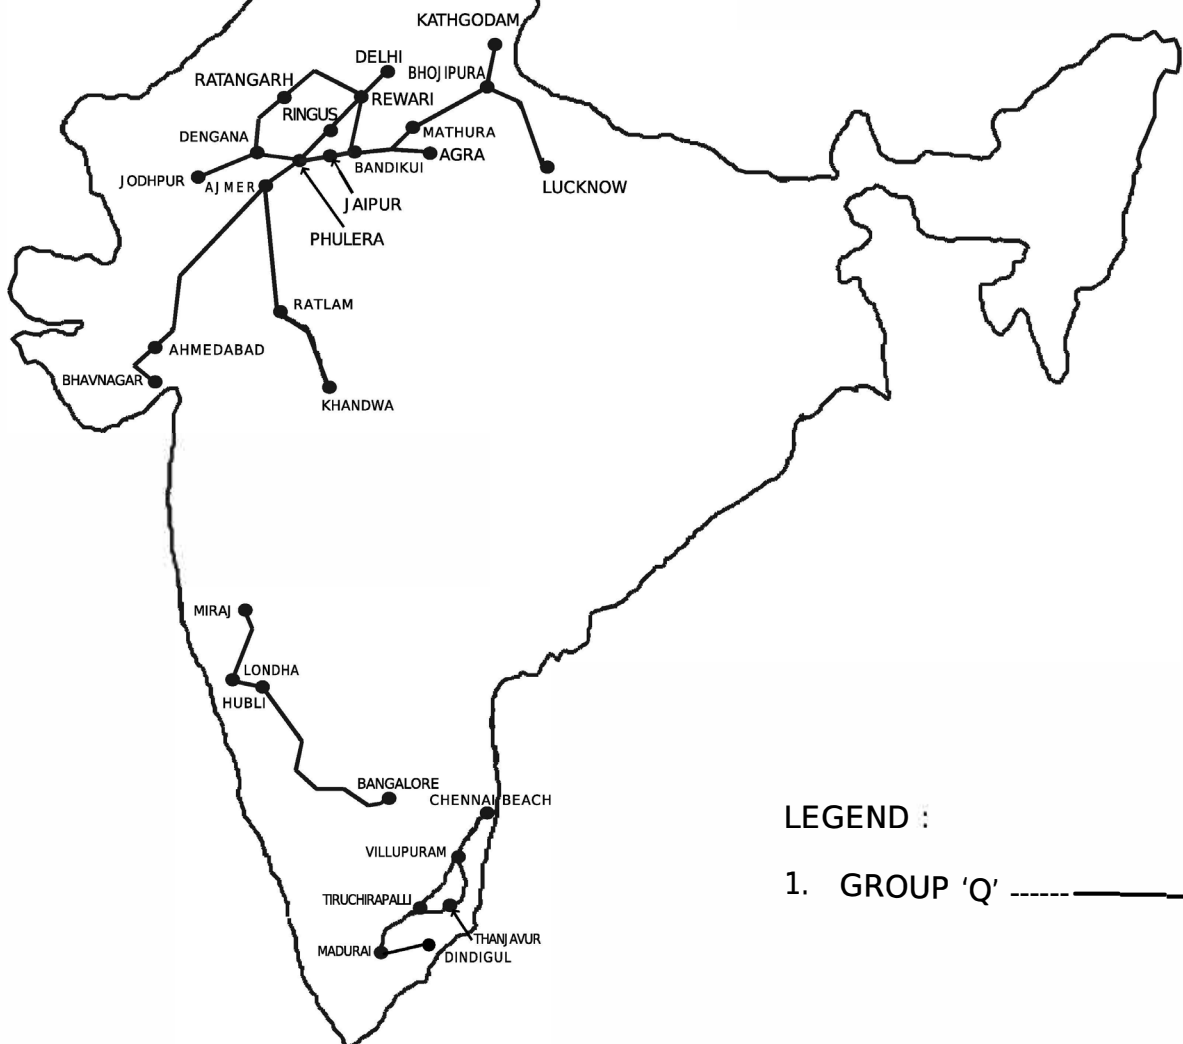 KATHGODAM
DELHI
BHOJIPURA
RATANGARH
REWARI
RINGUS
DENGANA
MATHURA
AGRA
BANDIKUI
JODHPUR
AJMER
LUCKNOW
JAIPUR
PHULERA
RATLAM
AHMEDABAD
BHAVNAGAR
KHANDWA
MIRAJ
LONDHA
HUBLI
BANGALORE
CHENNAI BEACH
LEGEND :
VILLUPURAM
1. GROUP ‘Q’ ------
TIRUCHIRAPALLI
THANJAVUR
MADURAI
DINDIGUL